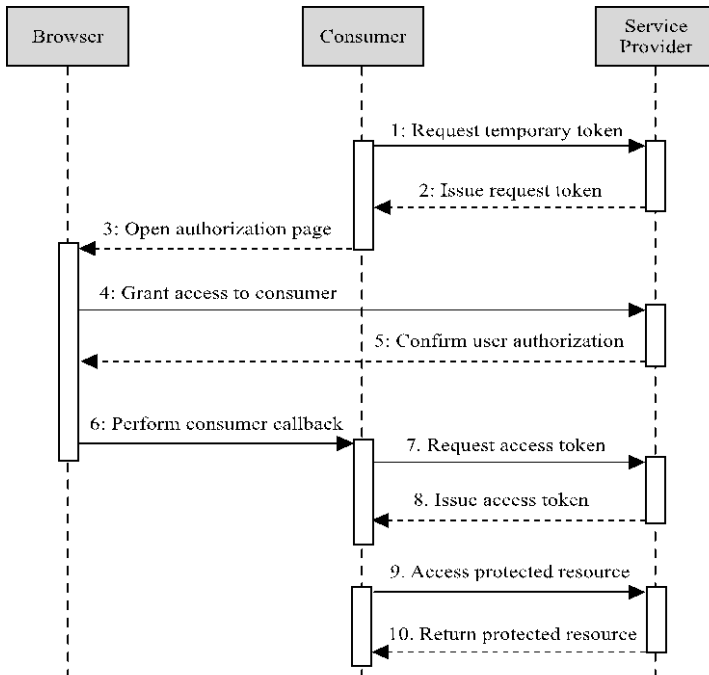 Browser
Consumer
Service
Provider
1: Request temporary token
2: Issue request token
3: Open authorization page
4: Grant access to consumer
5: Confirm user authorization
6: Perform consumer callback
7. Request access token
8. Issue access token
9. Access protected resource
10. Return protected resource